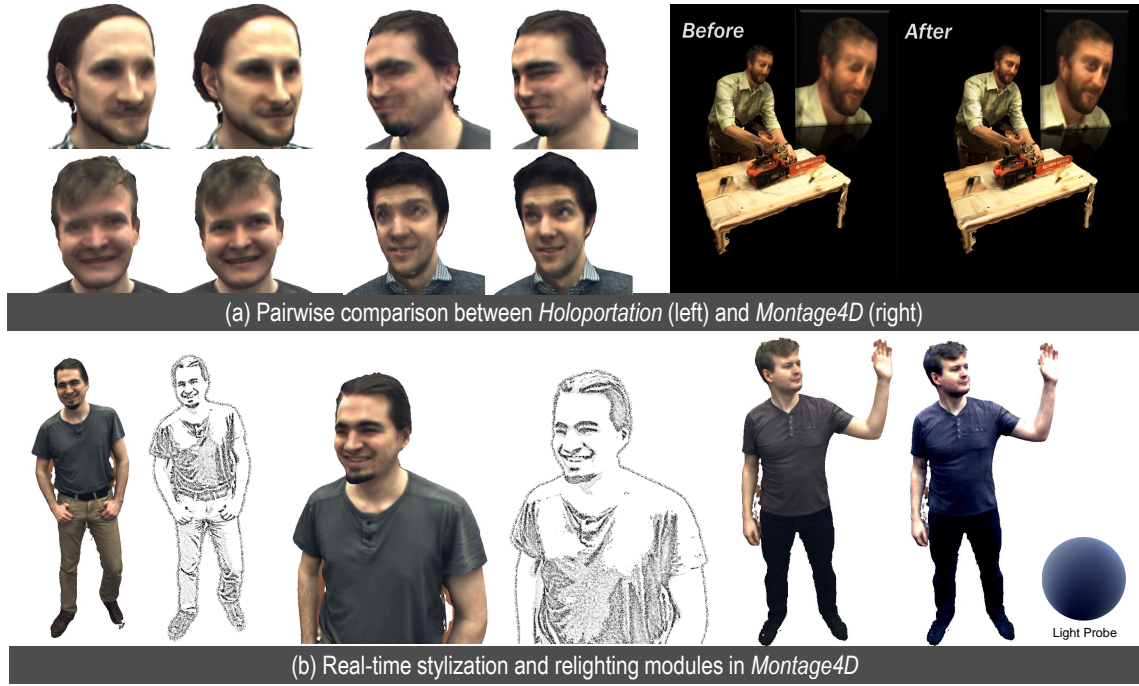 Before
After
(a) Pairwise comparison between Holoportation (left) and Montage4D (right)
Light Probe
(b) Real-time stylization and relighting modules in Montage4D